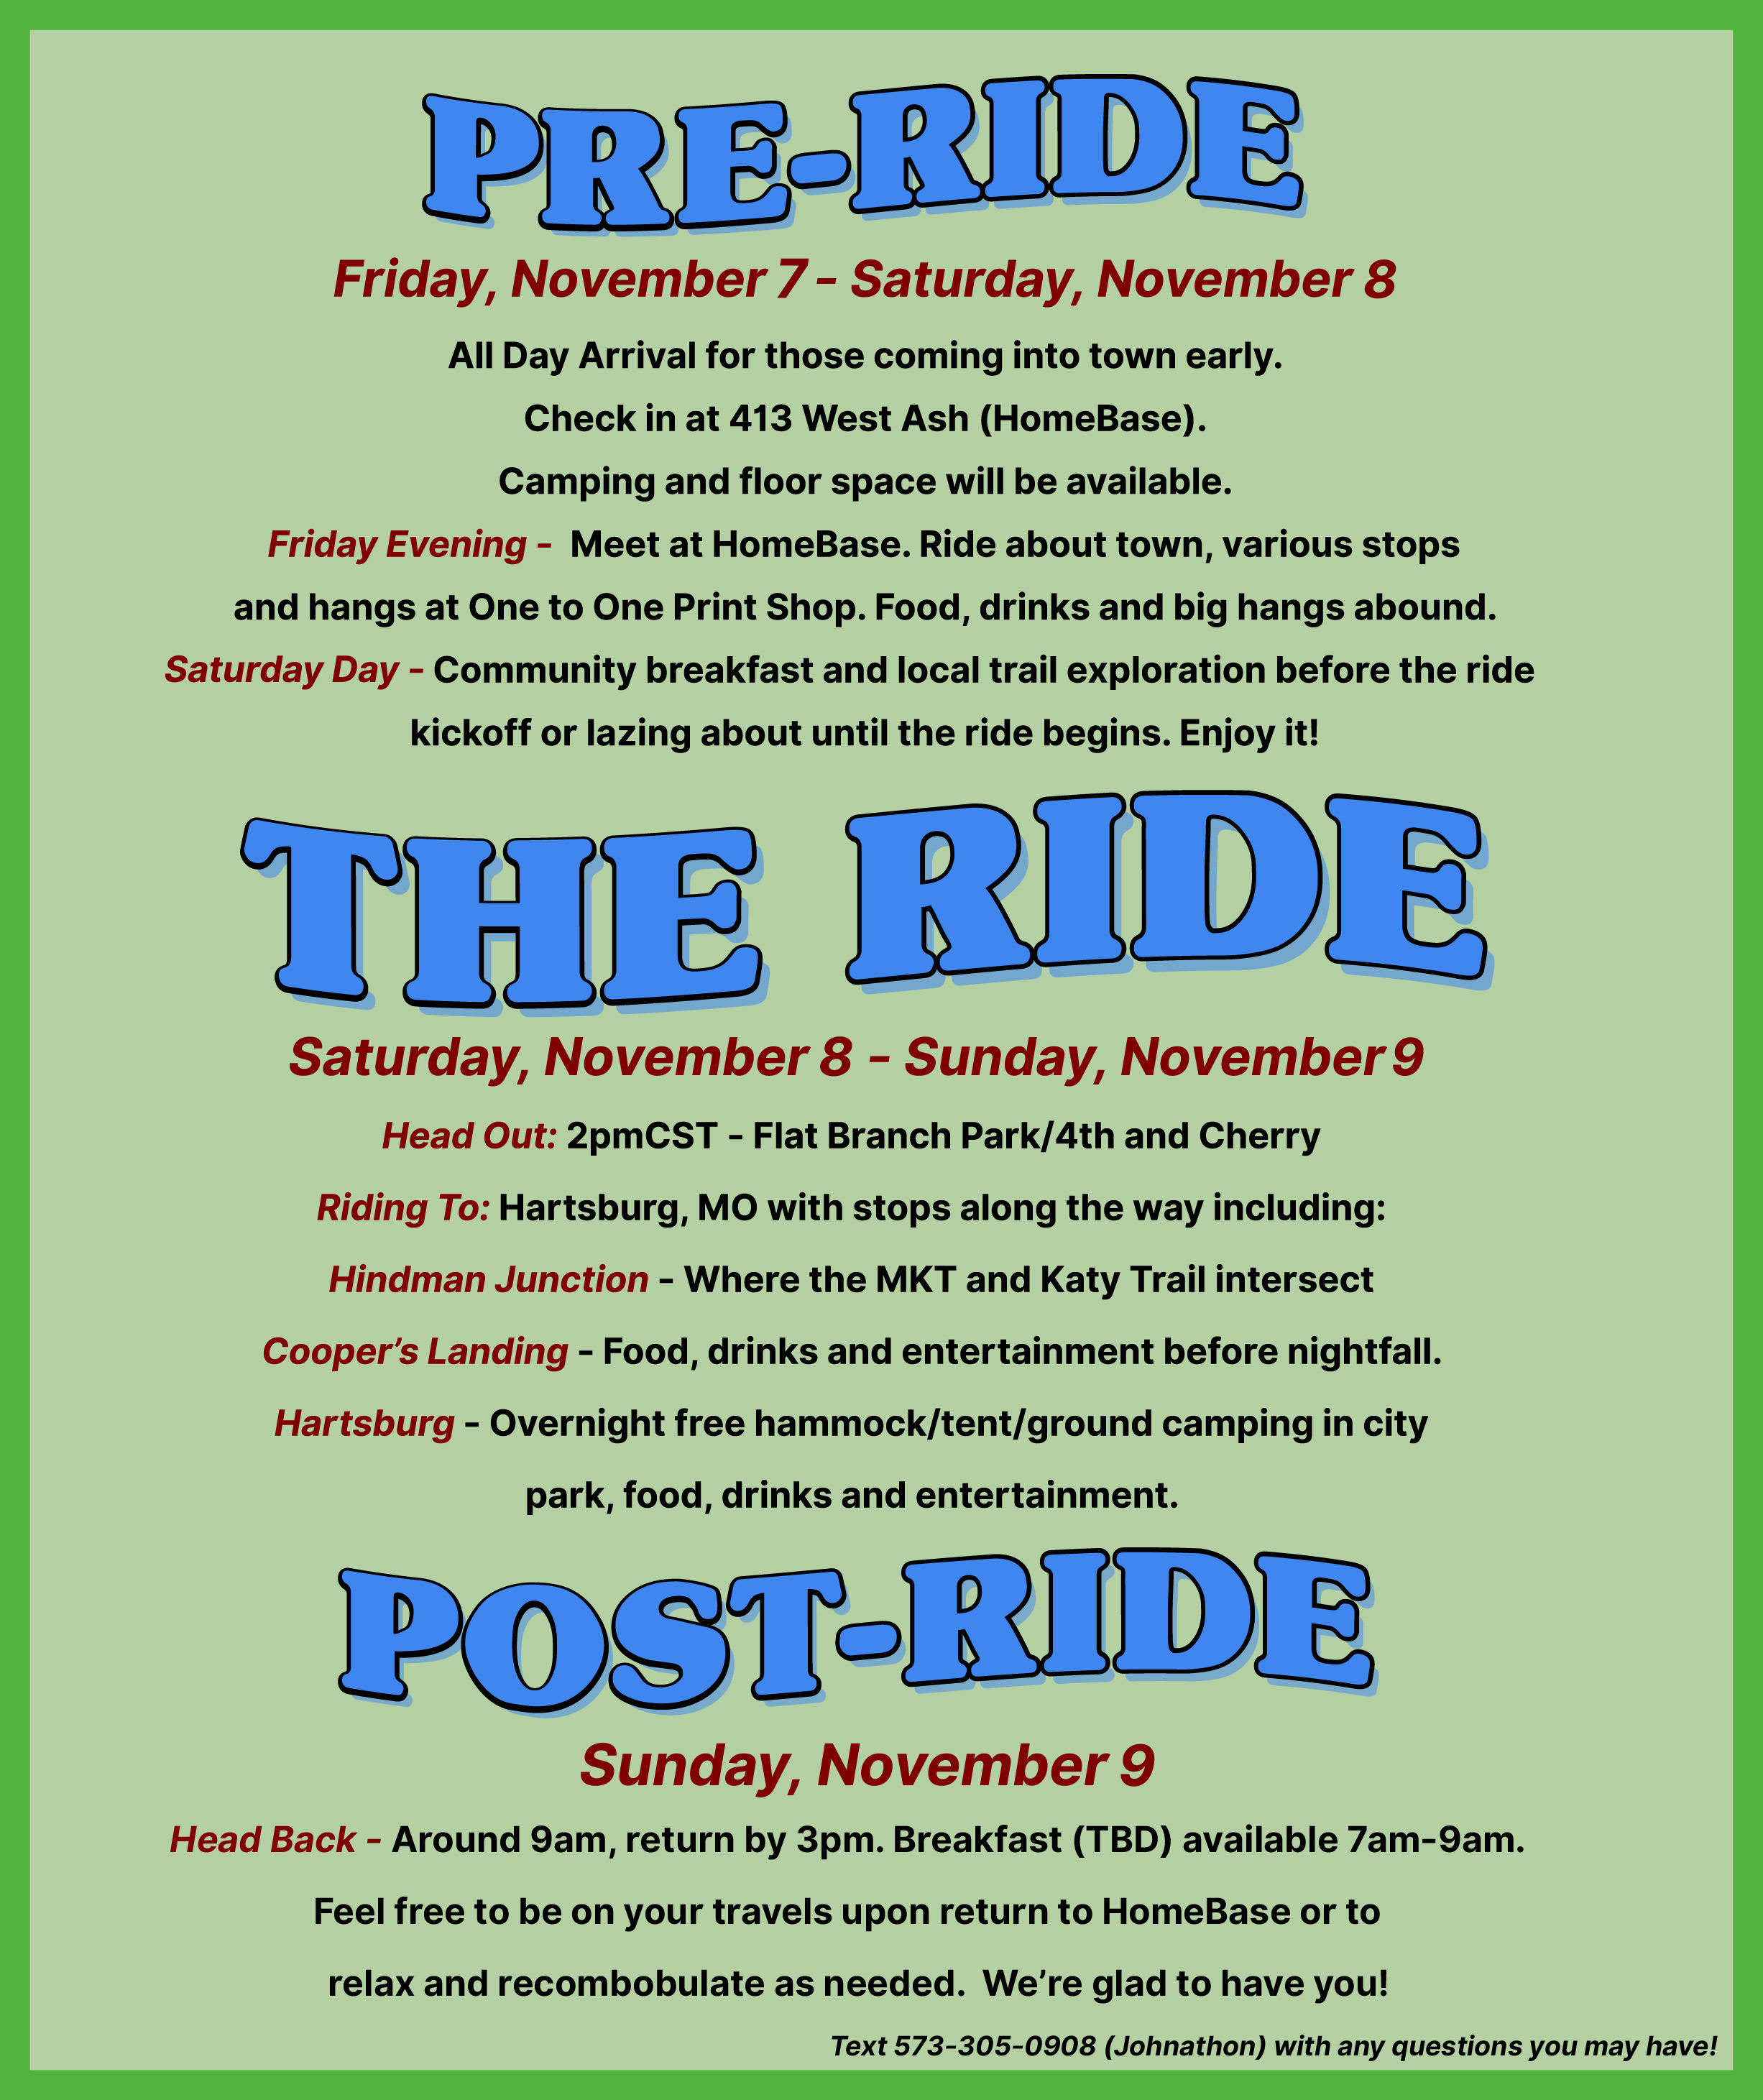 PRE-RIDE
Friday, November 7 - Saturday, November 8
All Day Arrival for those coming into town early.
Check in at 413 West Ash (HomeBase).
Camping and floor space will be available.
Friday Evening - Meet at HomeBase. Ride about town, various stops
and hangs at One to One Print Shop. Food, drinks and big hangs abound.
Saturday Day - Community breakfast and local trail exploration before the ride
kickoff or lazing about until the ride begins. Enjoy it!
THE RIDE
Saturday, November 8 - Sunday, November 9
Head Out: 2pmCST - Flat Branch Park/4th and Cherry
Riding To: Hartsburg, MO with stops along the way including:
Hindman Junction - Where the MKT and Katy Trail intersect
Cooper’s Landing - Food, drinks and entertainment before nightfall.
Hartsburg - Overnight free hammock/tent/ground camping in city
park, food, drinks and entertainment.
POST-RIDE
Sunday, November 9
Head Back - Around 9am, return by 3pm. Breakfast (TBD) available 7am-9am.
Feel free to be on your travels upon return to HomeBase or to
relax and recombobulate as needed. We’re glad to have you!
Text 573-305-0908 (Johnathon) with any questions you may have!